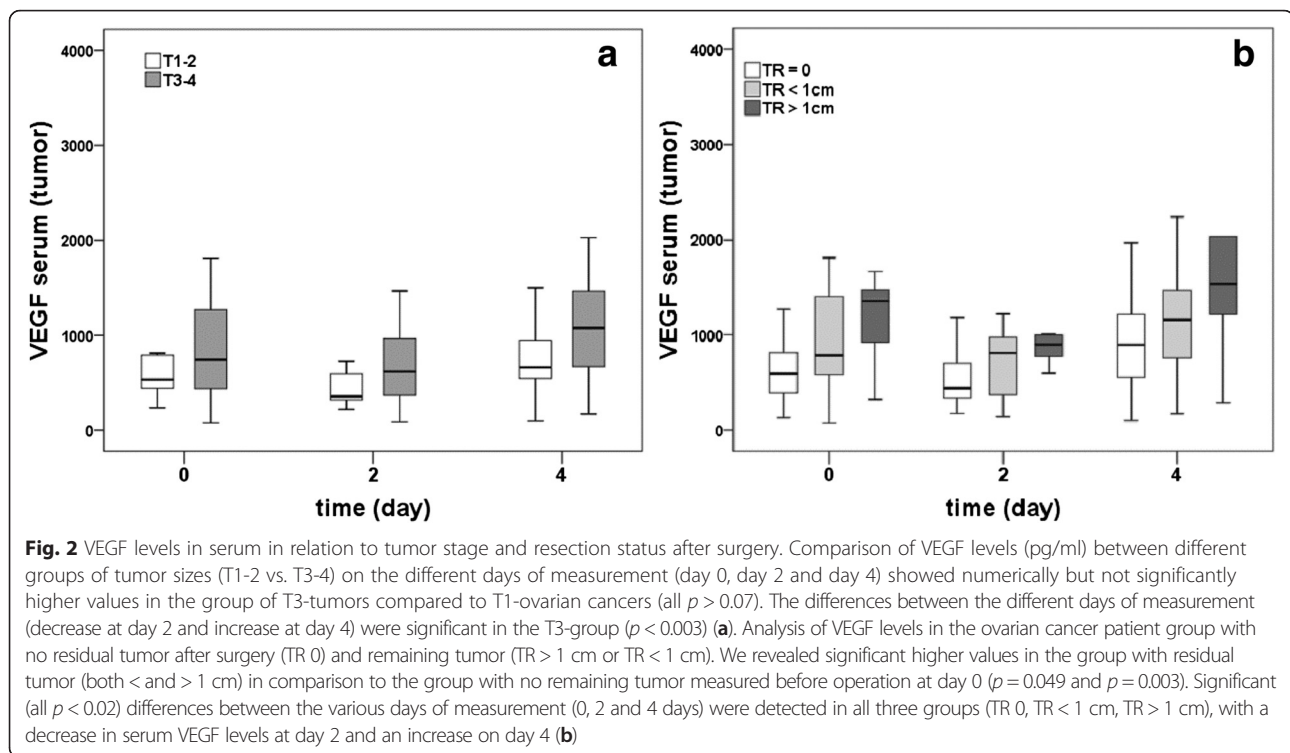 a
T1-2
T3-4
4000
3000
2000
1000
0
VEGF serum (tumor)
0 2 4
time (day)
b
TR = 0
TR < 1cm
TR > 1cm
4000
3000
2000
1000
0
VEGF serum (tumor)
0 2 4
time (day)
Fig. 2 VEGF levels in serum in relation to tumor stage and resection status after surgery. Comparison of VEGF levels (pg/ml) between different
groups of tumor sizes (T1-2 vs. T3-4) on the different days of measurement (day 0, day 2 and day 4) showed numerically but not significantly
higher values in the group of T3-tumors compared to T1-ovarian cancers (all p > 0.07). The differences between the different days of measurement
(decrease at day 2 and increase at day 4) were significant in the T3-group (p < 0.003) (a). Analysis of VEGF levels in the ovarian cancer patient group with
no residual tumor after surgery (TR 0) and remaining tumor (TR > 1 cm or TR < 1 cm). We revealed significant higher values in the group with residual
tumor (both < and > 1 cm) in comparison to the group with no remaining tumor measured before operation at day 0 (p = 0.049 and p = 0.003). Significant
(all p < 0.02) differences between the various days of measurement (0, 2 and 4 days) were detected in all three groups (TR 0, TR < 1 cm, TR > 1 cm), with a
decrease in serum VEGF levels at day 2 and an increase on day 4 (b)